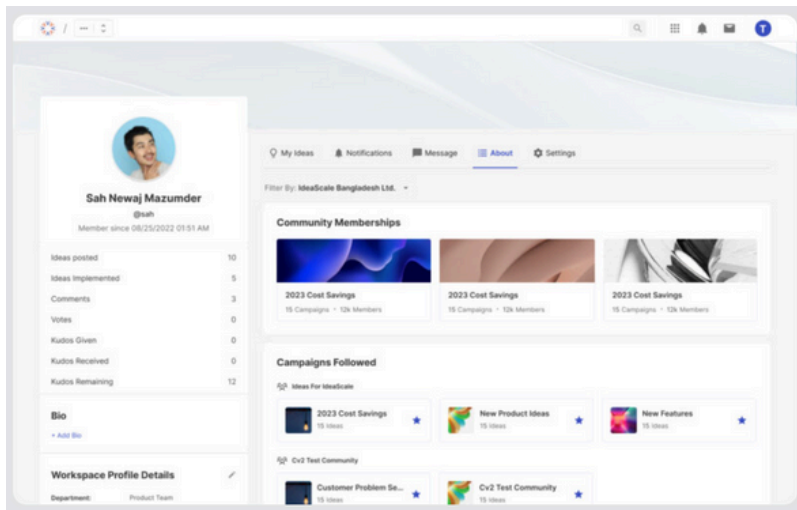 /
T
Sah Newaj Mazumder
@sah
Member since 08/25/2022 01:51 AM
Ideas posted 10
Ideas Implemented 5
Comments 3
Votes 0
Kudos Given 0
Kudos Received 0
Kudos Remaining 12
Bio
+ Add Bio
Workspace Profile Details
Department: Product Team
My Ideas Notifications Message About Settings
Filter By: IdeaScale Bangladesh Ltd.
Community Memberships
2023 Cost Savings
15 Campaigns • 12k Members
2023 Cost Savings
15 Campaigns • 12k Members
2023 Cost Savings
15 Campaigns • 12k Members
Campaigns Followed
Ideas For IdeaScale
2023 Cost Savings
15 Ideas
New Product Ideas
15 Ideas
New Features
15 Ideas
Cv2 Test Community
Customer Problem Se...
15 Ideas
Cv2 Test Community
15 Ideas